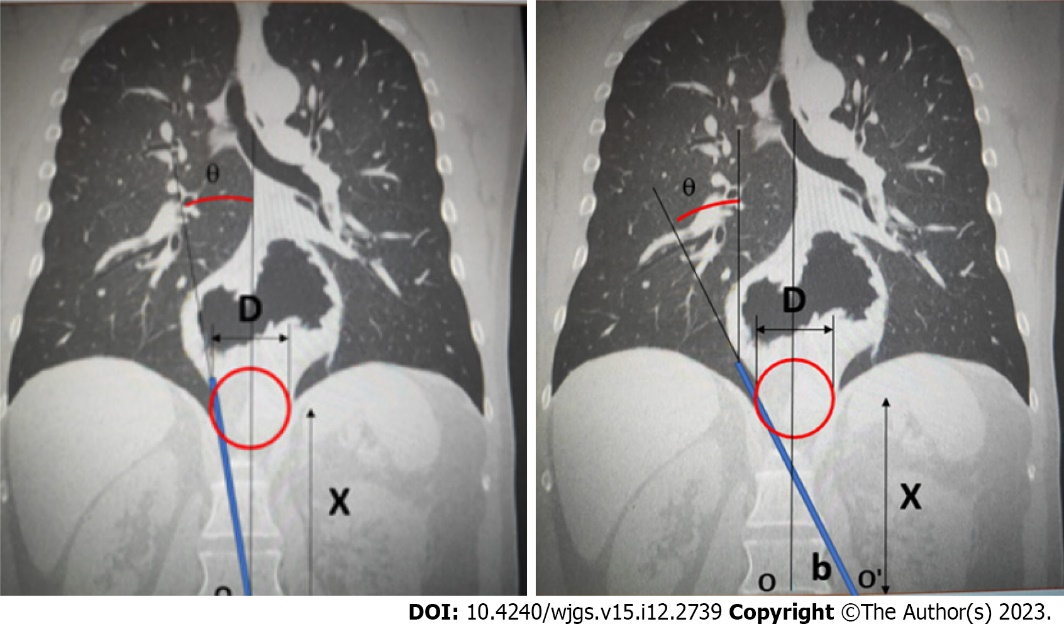 θ
D
X
θ
D
X
O
b
O'
DOI: 10.4240/wjgs.v15.i12.2739 Copyright ©The Author(s) 2023.